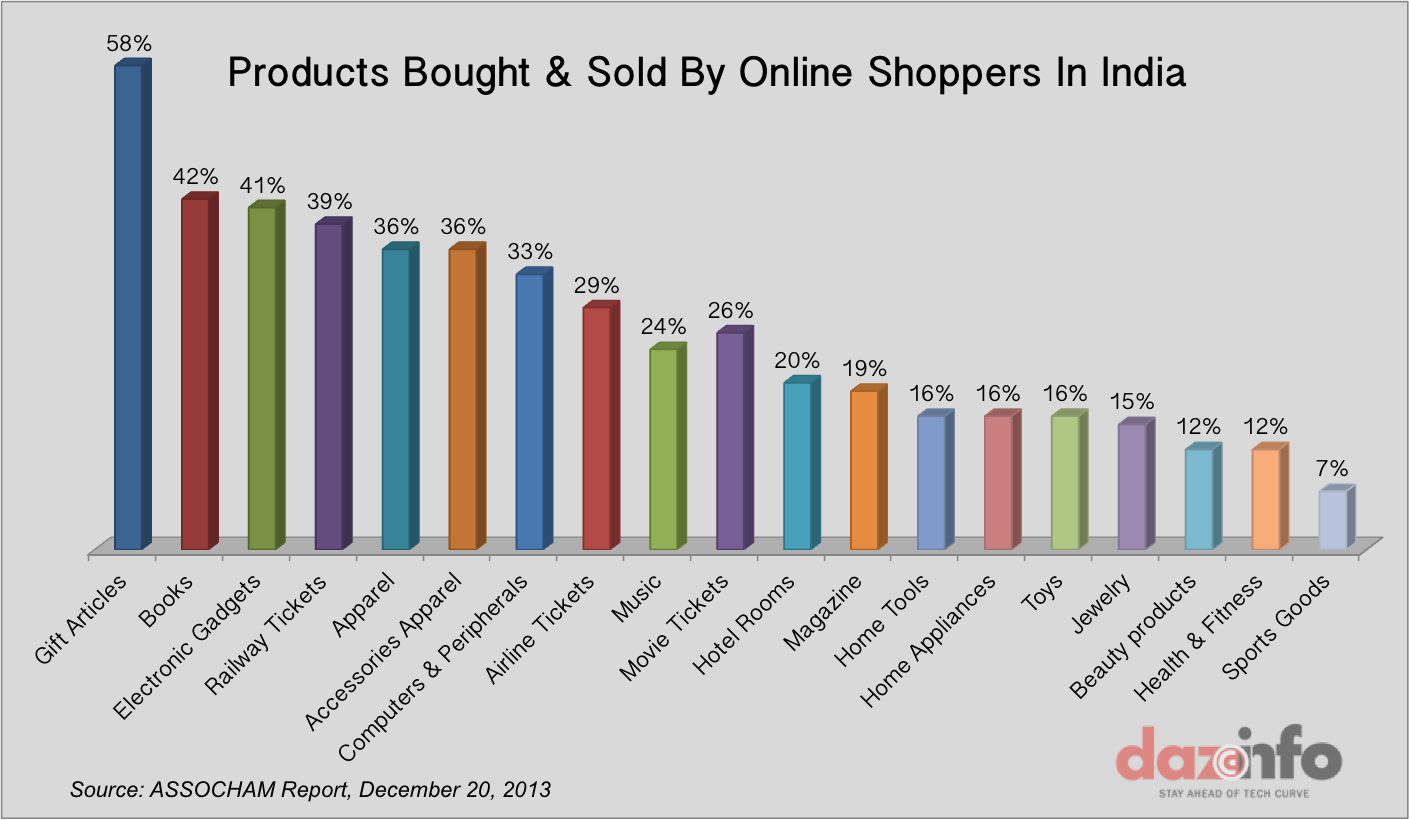 Products Bought & Sold By Online Shoppers In India
58%
42%
41%
39%
36%
36%
33%
29%
24%
26%
20%
19%
16%
16%
16%
15%
12%
12%
7%
Gift Articles
Books
Electronic Gadgets
Railway Tickets
Apparel
Accessories Apparel
Computers & Peripherals
Airline Tickets
Music
Movie Tickets
Hotel Rooms
Magazine
Home Tools
Home Appliances
Toys
Jewelry
Beauty products
Health & Fitness
Sports Goods
Source: ASSOCHAM Report, December 20, 2013
dazeinfo
STAY AHEAD OF TECH CURVE